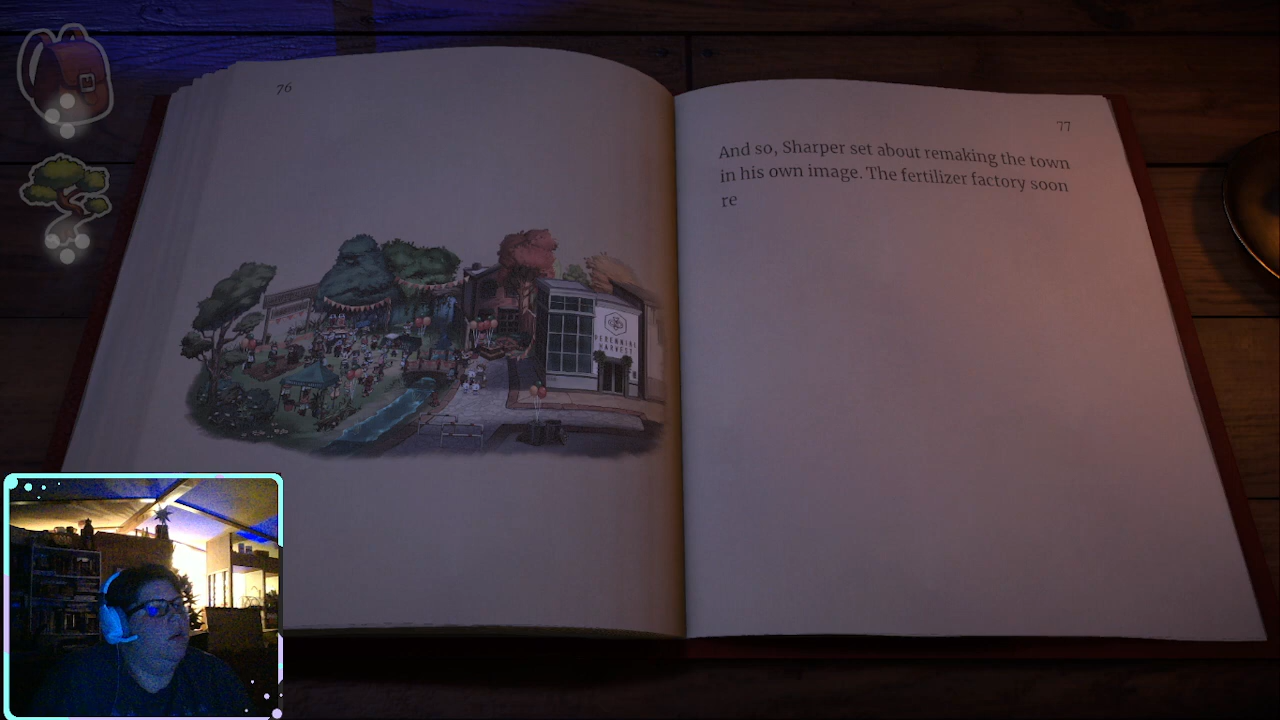 76
PERENNIAL
HARVEST
77
And so, Sharper set about remaking the town
in his own image. The fertilizer factory soon
re